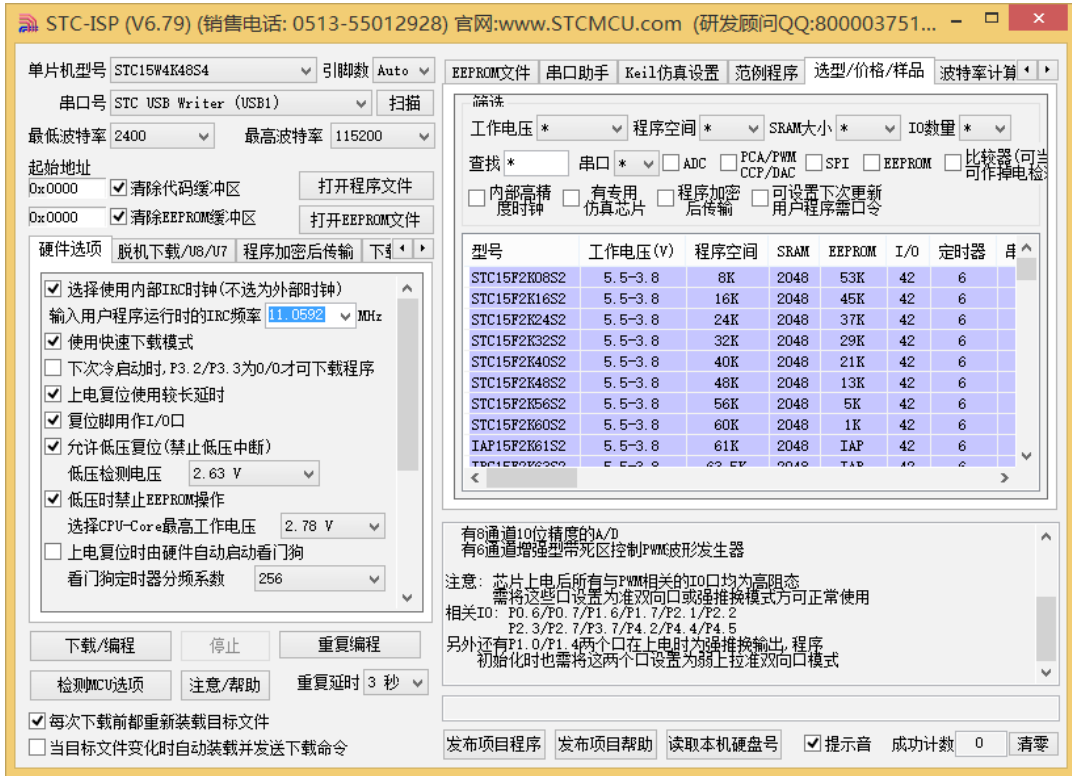 STC-ISP (V6.79) (销售电话: 0513-55012928) 官网:www.STCMCU.com (研发顾问QQ:800003751...
单片机型号 STC15W4K48S4 引脚数 Auto
串口号 STC USB Writer (USB1) 扫描
最低波特率 2400 最高波特率 115200
起始地址
0x0000 清除代码缓冲区 打开程序文件
0x0000 清除EEPROM缓冲区 打开EEPROM文件
硬件选项 脱机下载/U8/U7 程序加密后传输
选择使用内部IRC时钟(不选为外部时钟)
输入用户程序运行时的IRC频率 11.0592 MHz
使用快速下载模式
下次冷启动时,P3.2/P3.3为0/0才可下载程序
上电复位使用较长延时
复位脚用作I/O口
允许低压复位(禁止低压中断)
低压检测电压 2.63 V
低压时禁止EEPROM操作
选择CPU-Core最高工作电压 2.78 V
上电复位时由硬件自动启动看门狗
看门狗定时器分频系数 256
下载/编程 停止 重复编程
检测MCU选项 注意/帮助 重复延时 3 秒
每次下载前都重新装载目标文件
当目标文件变化时自动装载并发送下载命令
EEPROM文件 串口助手 Keil仿真设置 范例程序 选型/价格/样品 波特率计算
筛选
工作电压 * 程序空间 * SRAM大小 * IO数量 *
查找 * 串口 * ADC PCA/PWM CCP/DAC SPI EEPROM 比较器(可当 可作掉电检
内部高精度时钟 有专用仿真芯片 程序加密后传输 可设置下次更新用户程序需口令
型号 工作电压(V) 程序空间 SRAM EEPROM I/O 定时器 串
STC15F2K08S2 5.5-3.8 8K 2048 53K 42 6
STC15F2K16S2 5.5-3.8 16K 2048 45K 42 6
STC15F2K24S2 5.5-3.8 24K 2048 37K 42 6
STC15F2K32S2 5.5-3.8 32K 2048 29K 42 6
STC15F2K40S2 5.5-3.8 40K 2048 21K 42 6
STC15F2K48S2 5.5-3.8 48K 2048 13K 42 6
STC15F2K56S2 5.5-3.8 56K 2048 5K 42 6
STC15F2K60S2 5.5-3.8 60K 2048 1K 42 6
IAP15F2K61S2 5.5-3.8 61K 2048 IAP 42 6
有8通道10位精度的A/D
有6通道增强型带死区控制PWM波形发生器
注意: 芯片上电后所有与PWM相关的IO口均为高阻态
需将这些口设置为准双向口或强推挽模式方可正常使用
相关IO: P0.6/P0.7/P1.6/P1.7/P2.1/P2.2
P2.3/P2.7/P3.7/P4.2/P4.4/P4.5
另外还有P1.0/P1.4两个口在上电时为强推挽输出,程序
初始化时也需将这两个口设置为弱上拉准双向口模式
发布项目程序 发布项目帮助 读取本机硬盘号 提示音 成功计数 0 清零